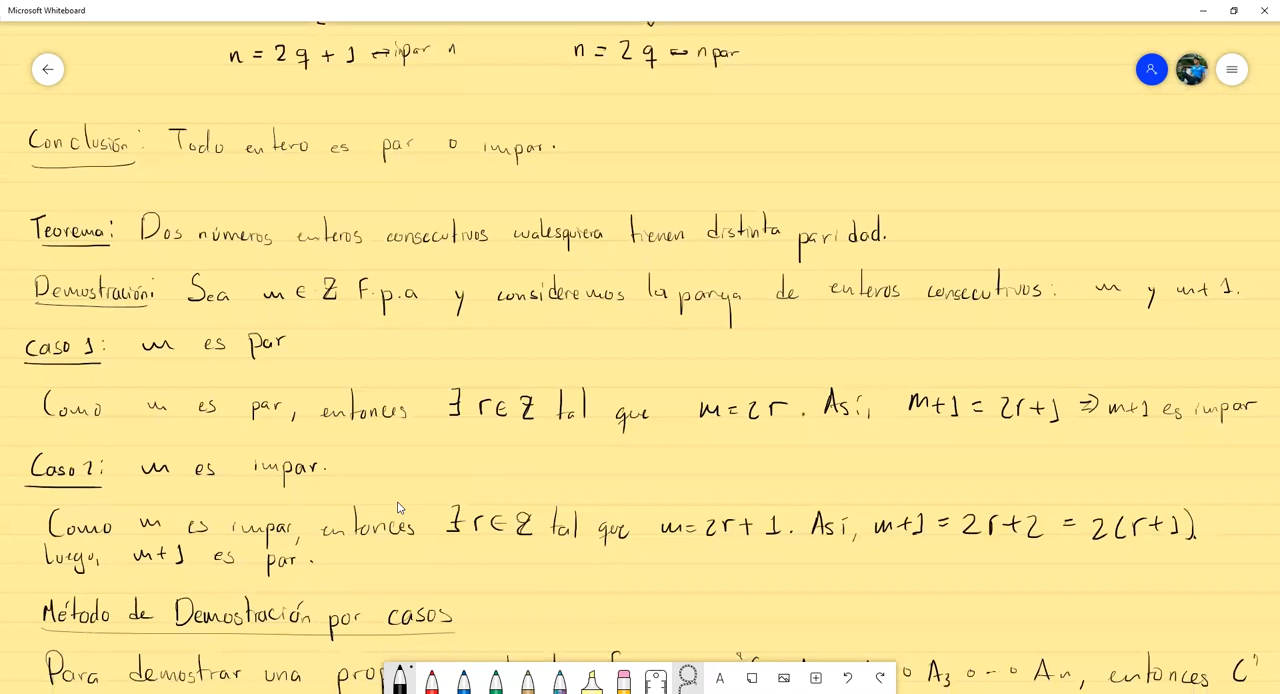 Microsoft Whiteboard
n = 2q + 1 ↔ impar n
n = 2q ↔ n par
Conclusión: Todo entero es par o impar.
Teorema: Dos números enteros consecutivos cualesquiera tienen distinta paridad.
Demostración: Sea m ∈ Z F.p.a y consideremos la pareja de enteros consecutivos: m y m+1.
Caso 1: m es par
Como m es par, entonces ∃ r ∈ Z tal que m = 2r. Así, m+1 = 2r+1 ⇒ m+1 es impar
Caso 2: m es impar.
Como m es impar, entonces ∃ r ∈ Z tal que m = 2r + 1. Así, m+1 = 2r+2 = 2(r+1).
Luego, m+1 es par.
Método de Demostración por casos
Para demostrar una o A3 o -- o An, entonces C"